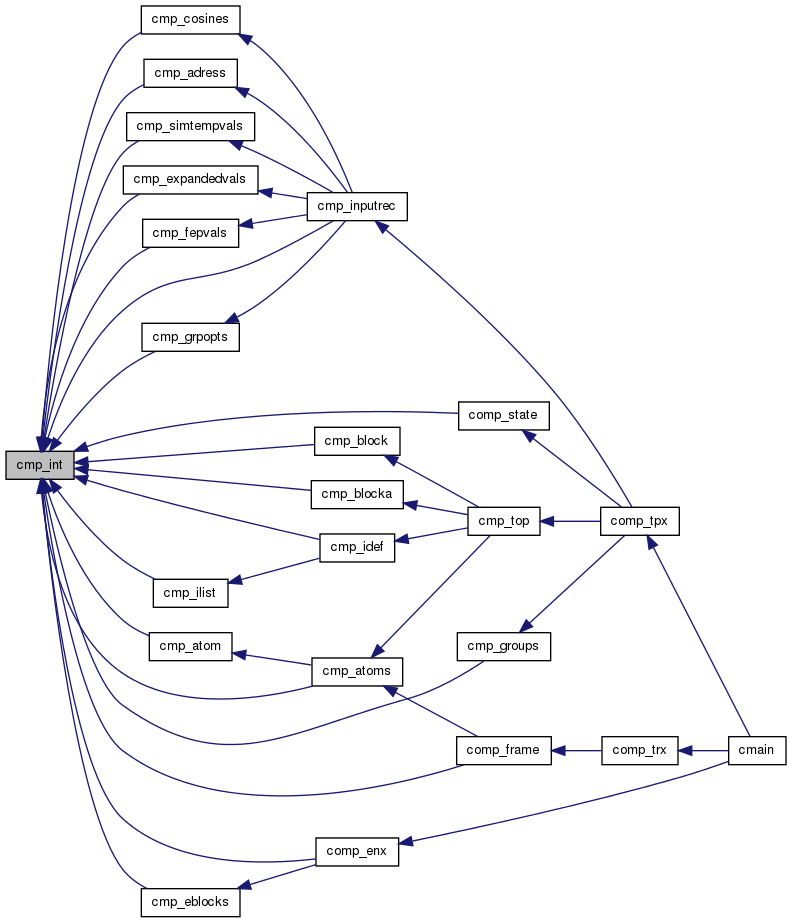 cmp_cosines
cmp_adress
cmp_simtempvals
cmp_expandedvals
cmp_inputrec
cmp_fepvals
cmp_grpopts
comp_state
cmp_block
cmp_int
cmp_blocka
cmp_top
comp_tpx
cmp_idef
cmp_ilist
cmp_atom
cmp_groups
cmp_atoms
comp_frame
comp_trx
cmain
comp_enx
cmp_eblocks